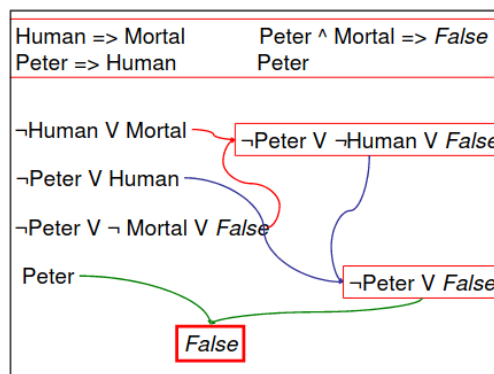 Human => Mortal Peter ^ Mortal => False
Peter => Human Peter
¬Human V Mortal
¬Peter V ¬Human V False
¬Peter V Human
¬Peter V ¬ Mortal V False
Peter
¬Peter V False
False